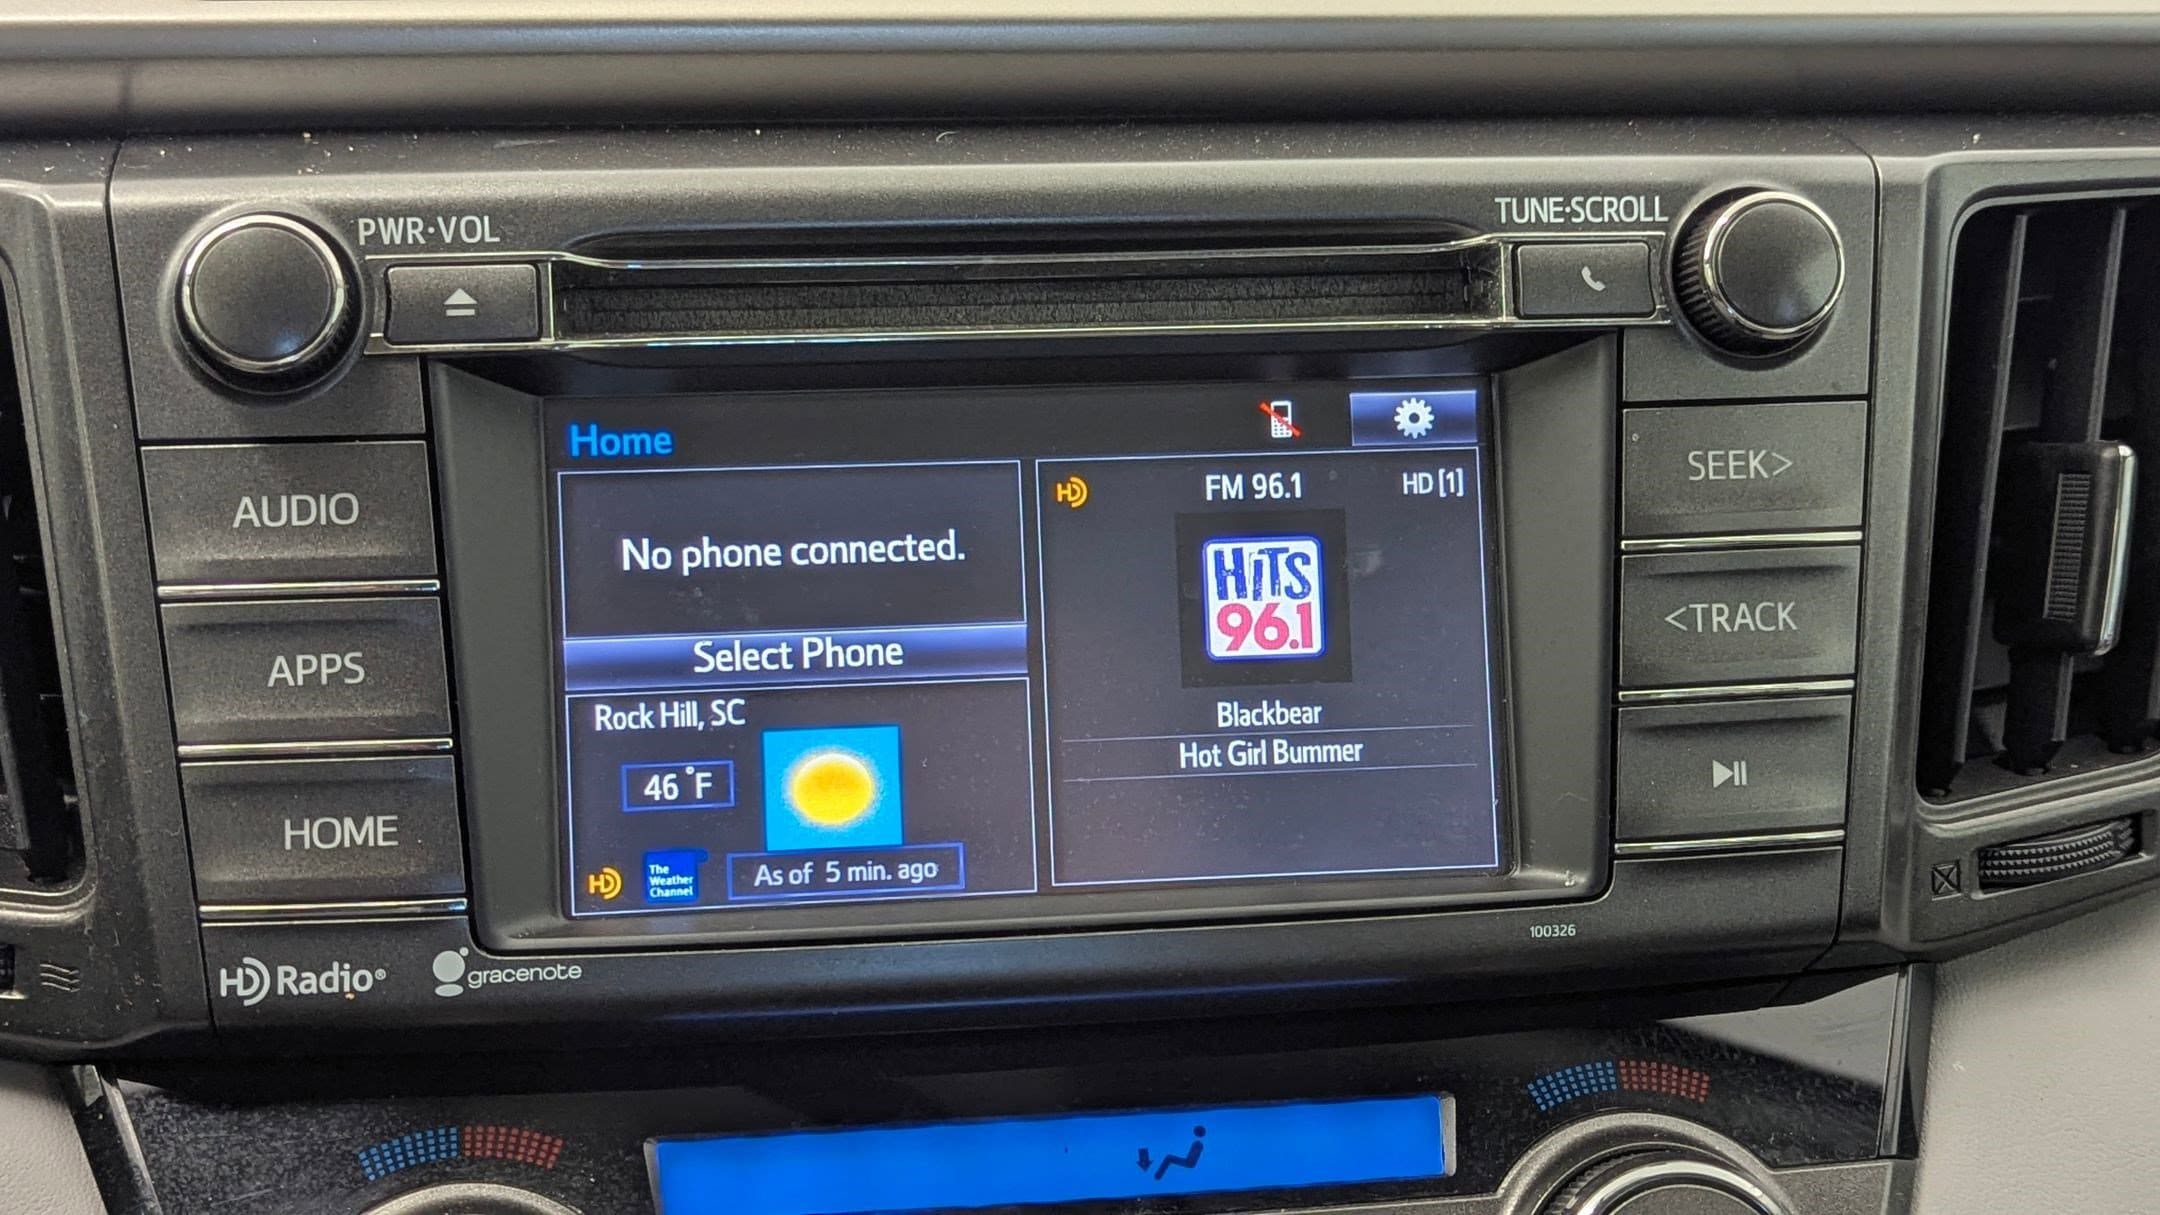 PWR·VOL
TUNE·SCROLL
AUDIO
APPS
HOME
Home
No phone connected.
Select Phone
Rock Hill, SC
46 °F
HD
The
Weather
Channel
As of 5 min. ago
HD
FM 96.1
HD [1]
HiTS
96.1
Blackbear
Hot Girl Bummer
SEEK>
<TRACK
100326
HD Radio®
gracenote